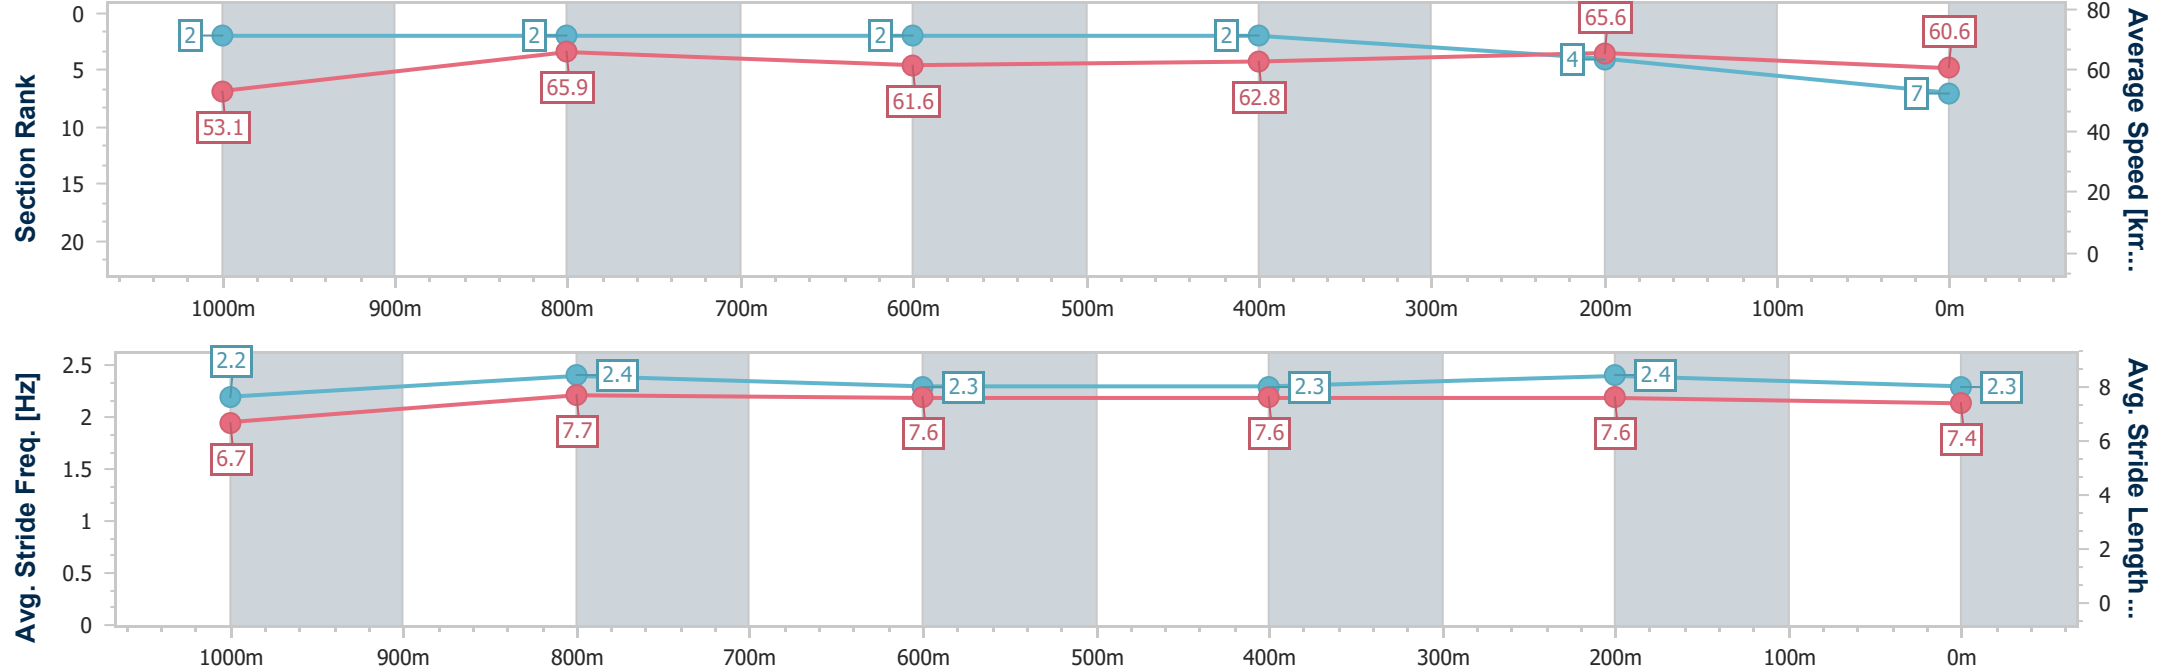 Section Rank
0
5
10
15
20
2
2
2
2
4
7
53.1
65.9
61.6
62.8
65.6
60.6
80
60
40
20
0
Average Speed [km...
1000m
900m
800m
700m
600m
500m
400m
300m
200m
100m
0m
Avg. Stride Freq. [Hz]
2.5
2
1.5
1
0.5
0
2.2
2.4
2.3
2.3
2.4
2.3
6.7
7.7
7.6
7.6
7.6
7.4
8
6
4
2
0
Avg. Stride Length ...
1000m
900m
800m
700m
600m
500m
400m
300m
200m
100m
0m